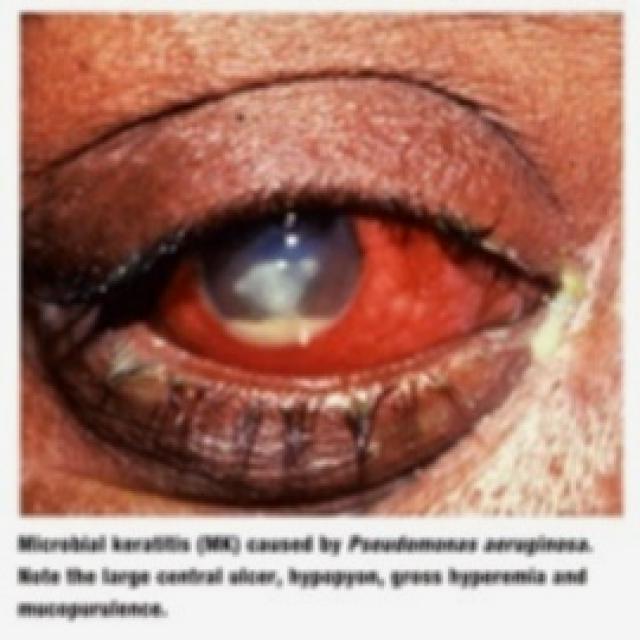 Microbial keratitis (MK) caused by Pseudomonas aeruginosa.
Note the large central ulcer, hypopyon, gross hyperemia and
mucopurulence.